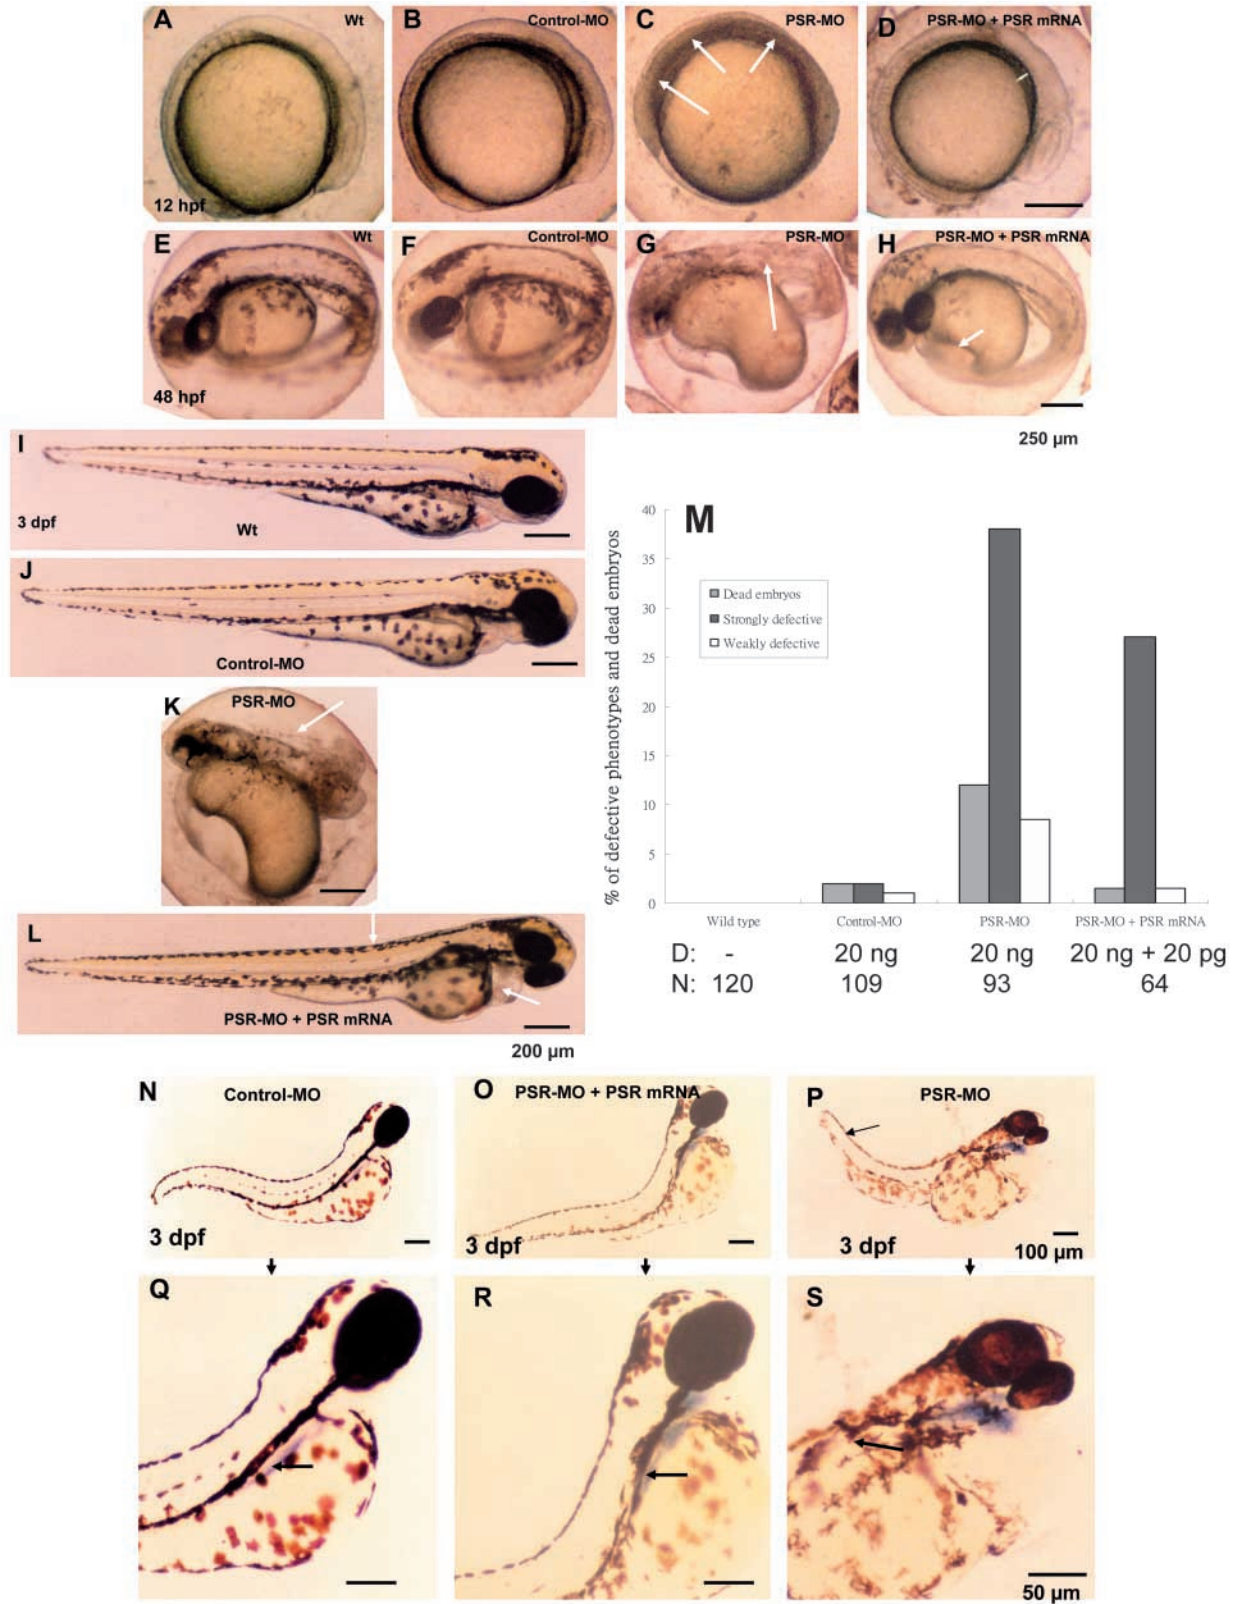 A Wt
B Control-MO
C PSR-MO
D PSR-MO + PSR mRNA
12 hpf
E Wt
F Control-MO
G PSR-MO
H PSR-MO + PSR mRNA
48 hpf
250 µm
I
3 dpf
Wt
J
Control-MO
K PSR-MO
L
PSR-MO + PSR mRNA
200 µm
M
% of defective phenotypes and dead embryos
40
35
30
25
20
15
10
5
0
Dead embryos
Strongly defective
Weakly defective
Wild type Control-MO PSR-MO PSR-MO + PSR mRNA
D: - 20 ng 20 ng 20 ng + 20 pg
N: 120 109 93 64
N Control-MO
3 dpf
O PSR-MO + PSR mRNA
3 dpf
P PSR-MO
3 dpf 100 µm
Q
R
S
50 µm